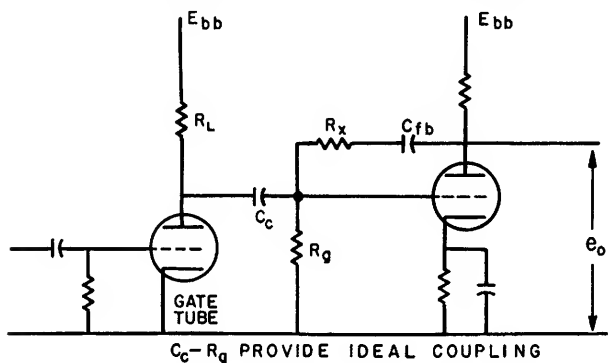 Ebb
Ebb
RL
Rx
Cfb
Cc
Rg
eo
GATE
TUBE
Cc–Rg PROVIDE IDEAL COUPLING